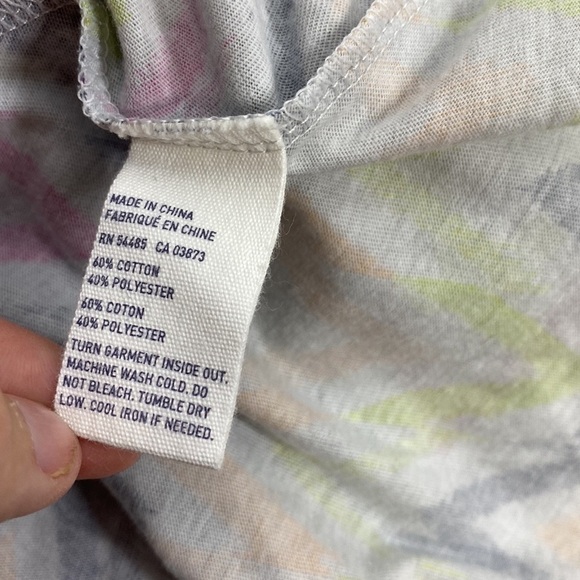 MADE IN CHINA
FABRIQUÉ EN CHINE
RN 54485 CA 03873
60% COTTON
40% POLYESTER
60% COTON
40% POLYESTER
TURN GARMENT INSIDE OUT.
MACHINE WASH COLD. DO
NOT BLEACH. TUMBLE DRY
LOW. COOL IRON IF NEEDED.